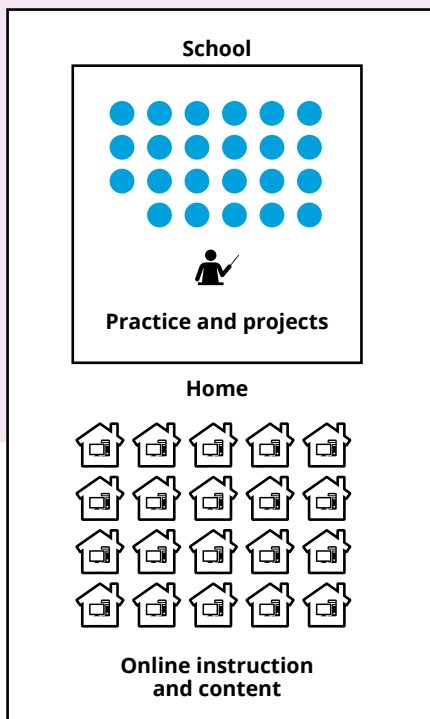 School
Practice and projects
Home
Online instruction
and content